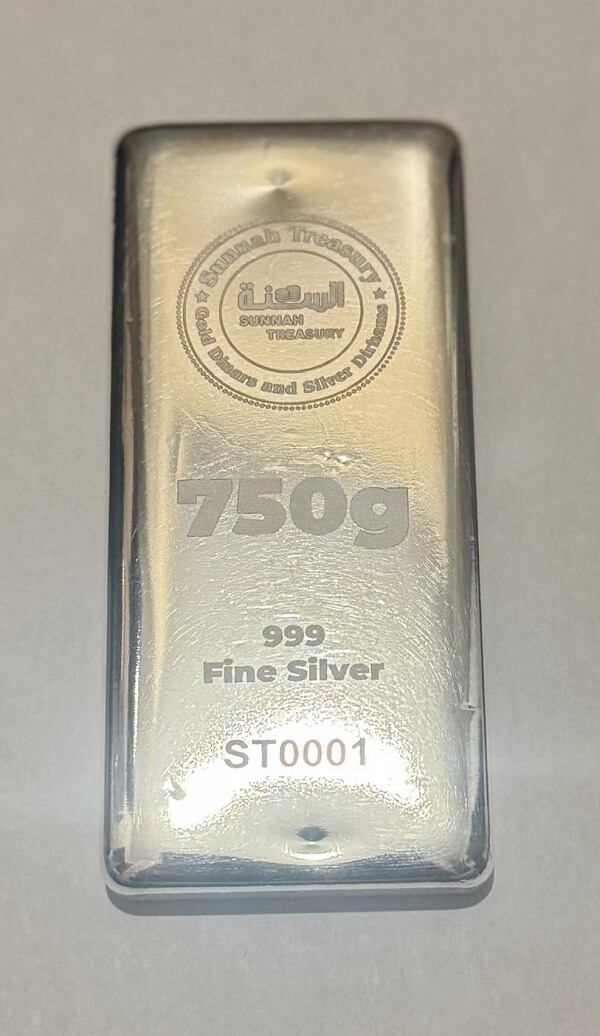 Sunnah Treasury
السنة
SUNNAH
TREASURY
★ Gold Dinars and Silver Dirhams ★
750g
999
Fine Silver
ST0001